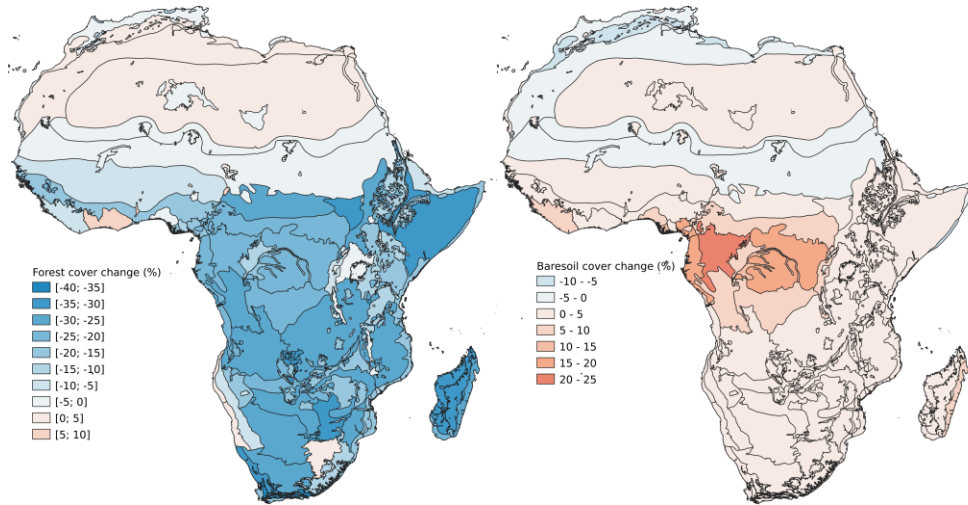 Forest cover change (%)
[-40; -35]
[-35; -30]
[-30; -25]
[-25; -20]
[-20; -15]
[-15; -10]
[-10; -5]
[-5; 0]
[0; 5]
[5; 10]
Baresoil cover change (%)
-10 - -5
-5 - 0
0 - 5
5 - 10
10 - 15
15 - 20
20 - 25